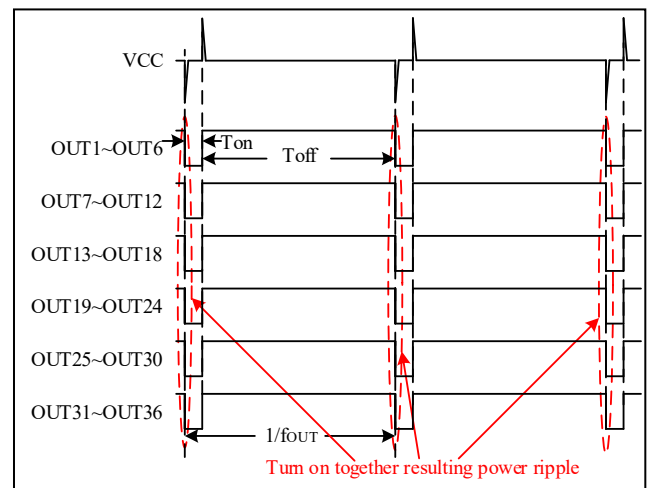 VCC
OUT1~OUT6
Ton
Toff
OUT7~OUT12
OUT13~OUT18
OUT19~OUT24
OUT25~OUT30
OUT31~OUT36
1/fOUT
Turn on together resulting power ripple